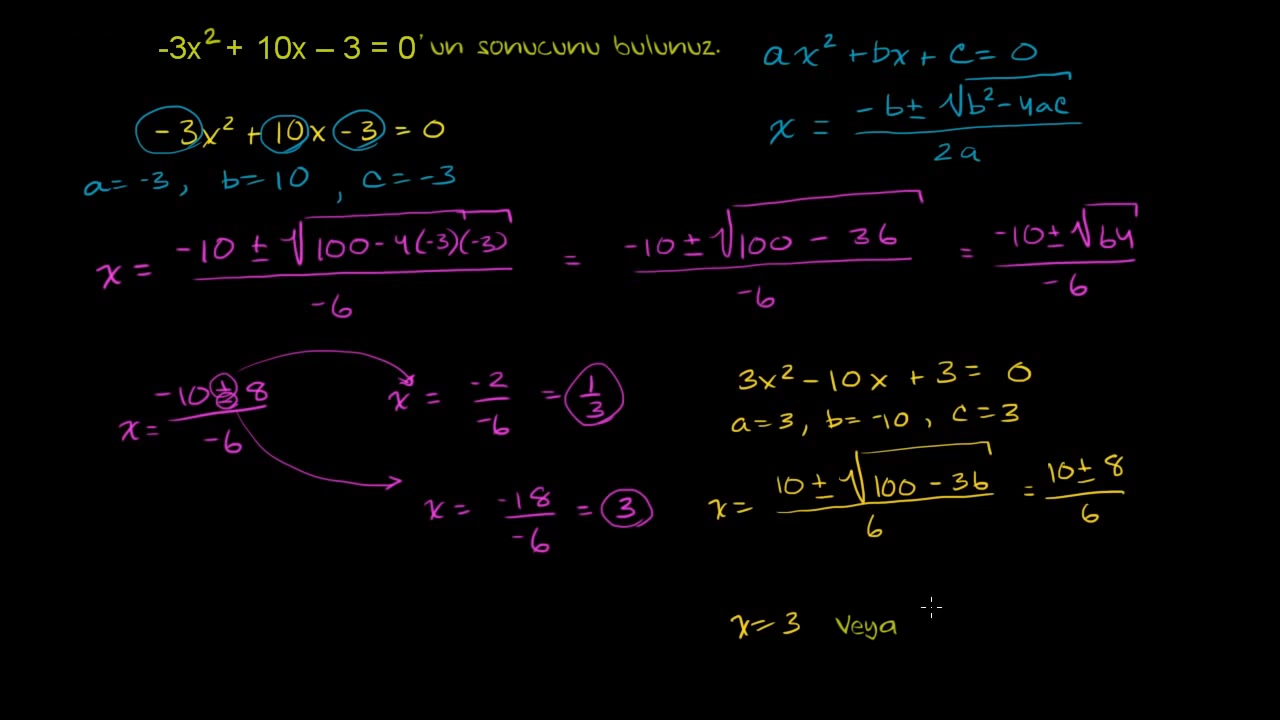 -3x² + 10x – 3 = 0'un sonucunu bulunuz.
ax² + bx + c = 0
x = (-b ± √(b² - 4ac)) / 2a
-3x² + 10x - 3 = 0
a = -3, b = 10, c = -3
x = (-10 ± √(100 - 4(-3)(-3))) / -6 = (-10 ± √(100 - 36)) / -6 = (-10 ± √64) / -6
x = (-10 ± 8) / -6
x = -2 / -6 = 1/3
x = -18 / -6 = 3
3x² - 10x + 3 = 0
a = 3, b = -10, c = 3
x = (10 ± √(100 - 36)) / 6 = (10 ± 8) / 6
x = 3 veya